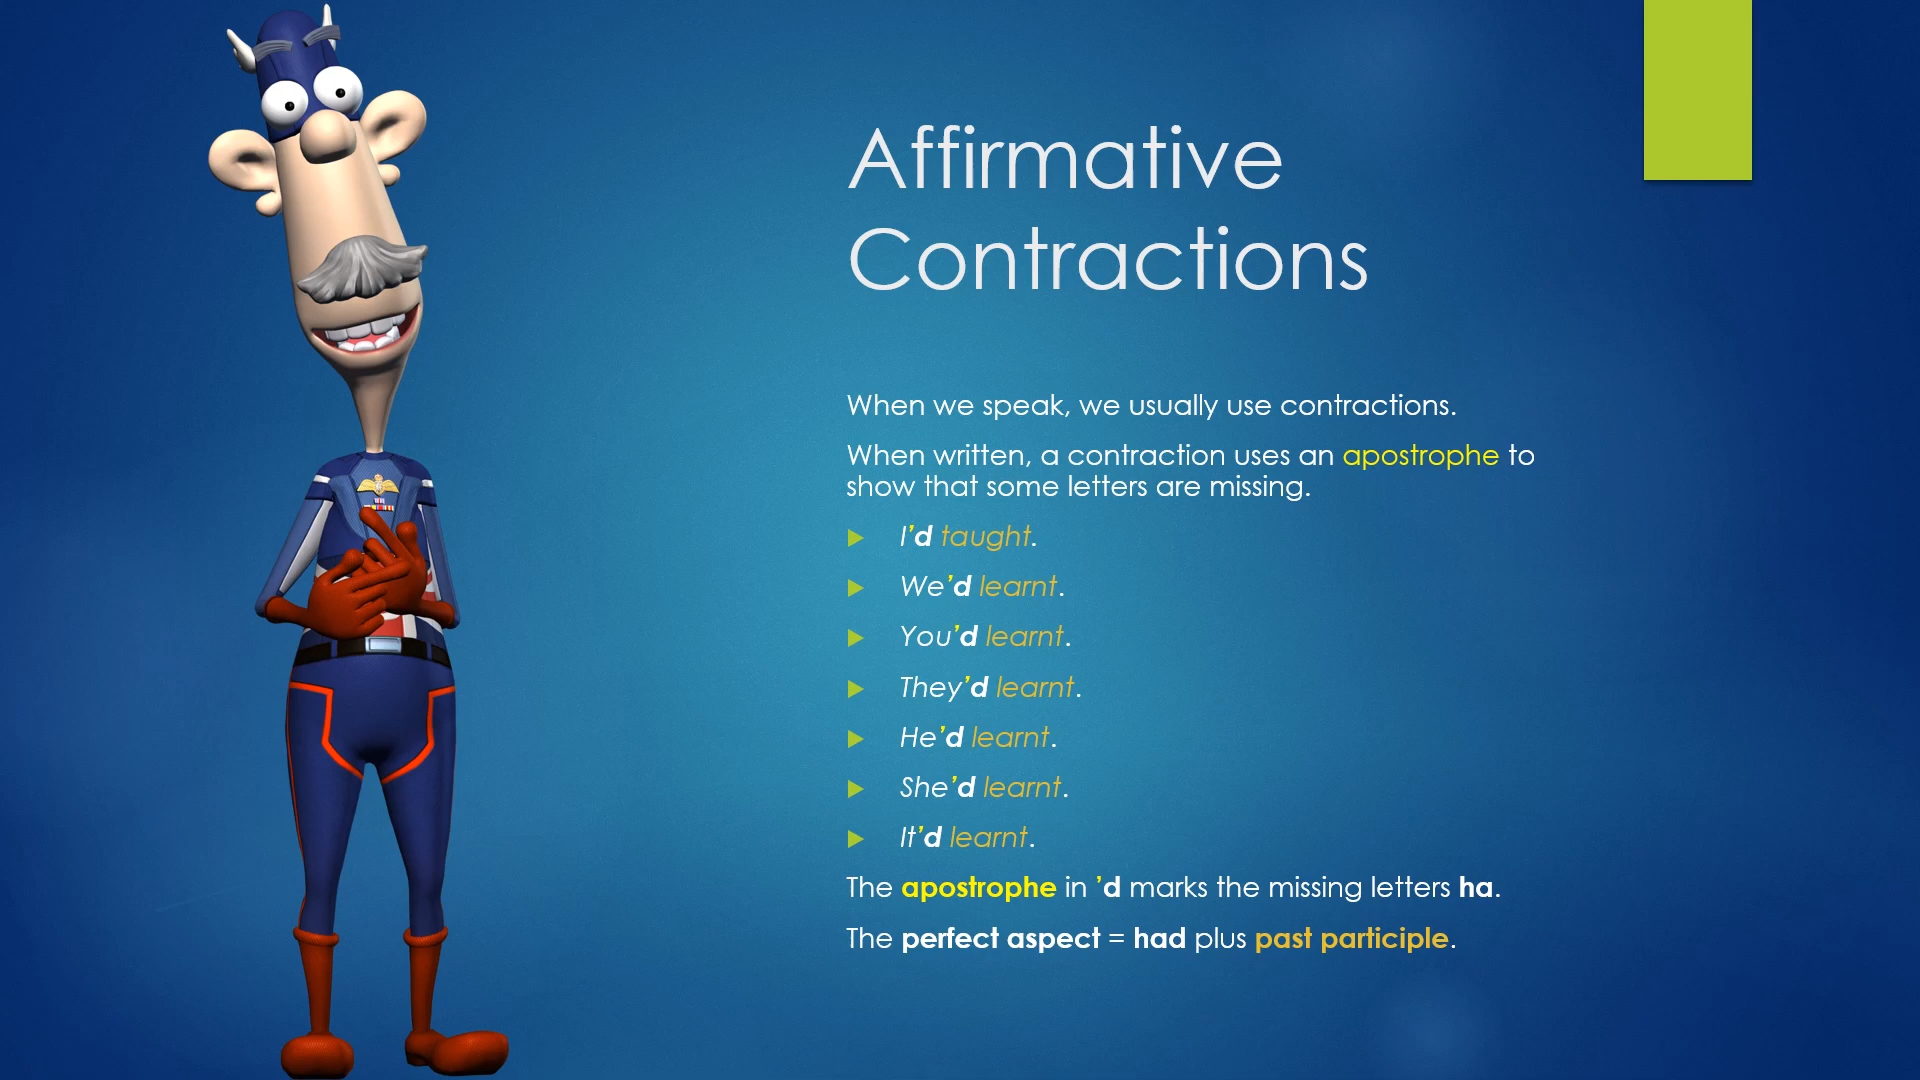 Affirmative
Contractions
When we speak, we usually use contractions.
When written, a contraction uses an apostrophe to
show that some letters are missing.
I’d taught.
We’d learnt.
You’d learnt.
They’d learnt.
He’d learnt.
She’d learnt.
It’d learnt.
The apostrophe in ’d marks the missing letters ha.
The perfect aspect = had plus past participle.